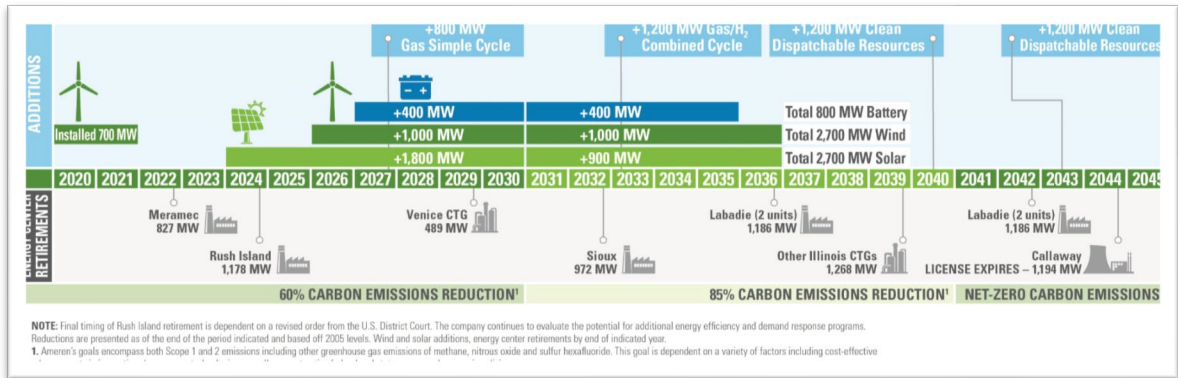 +800 MW
Gas Simple Cycle
+1,200 MW Gas/H₂
Combined Cycle
+1,200 MW Clean
Dispatchable Resources
+1,200 MW Clean
Dispatchable Resources
ADDITIONS
+400 MW
+400 MW
Total 800 MW Battery
Installed 700 MW
+1,000 MW
+1,000 MW
Total 2,700 MW Wind
+1,800 MW
+900 MW
Total 2,700 MW Solar
2020 2021 2022 2023 2024 2025 2026 2027 2028 2029 2030 2031 2032 2033 2034 2035 2036 2037 2038 2039 2040 2041 2042 2043 2044 2045
ENERGY CENTER
RETIREMENTS
Meramec
827 MW
Rush Island
1,178 MW
Venice CTG
489 MW
Sioux
972 MW
Labadie (2 units)
1,186 MW
Other Illinois CTGs
1,268 MW
Labadie (2 units)
1,186 MW
Callaway
LICENSE EXPIRES – 1,194 MW
60% CARBON EMISSIONS REDUCTION¹
85% CARBON EMISSIONS REDUCTION¹
NET-ZERO CARBON EMISSIONS
NOTE: Final timing of Rush Island retirement is dependent on a revised order from the U.S. District Court. The company continues to evaluate the potential for additional energy efficiency and demand response programs.
Reductions are presented as of the end of the period indicated and based off 2005 levels. Wind and solar additions, energy center retirements by end of indicated year.
1. Ameren's goals encompass both Scope 1 and 2 emissions including other greenhouse gas emissions of methane, nitrous oxide and sulfur hexafluoride. This goal is dependent on a variety of factors including cost-effective